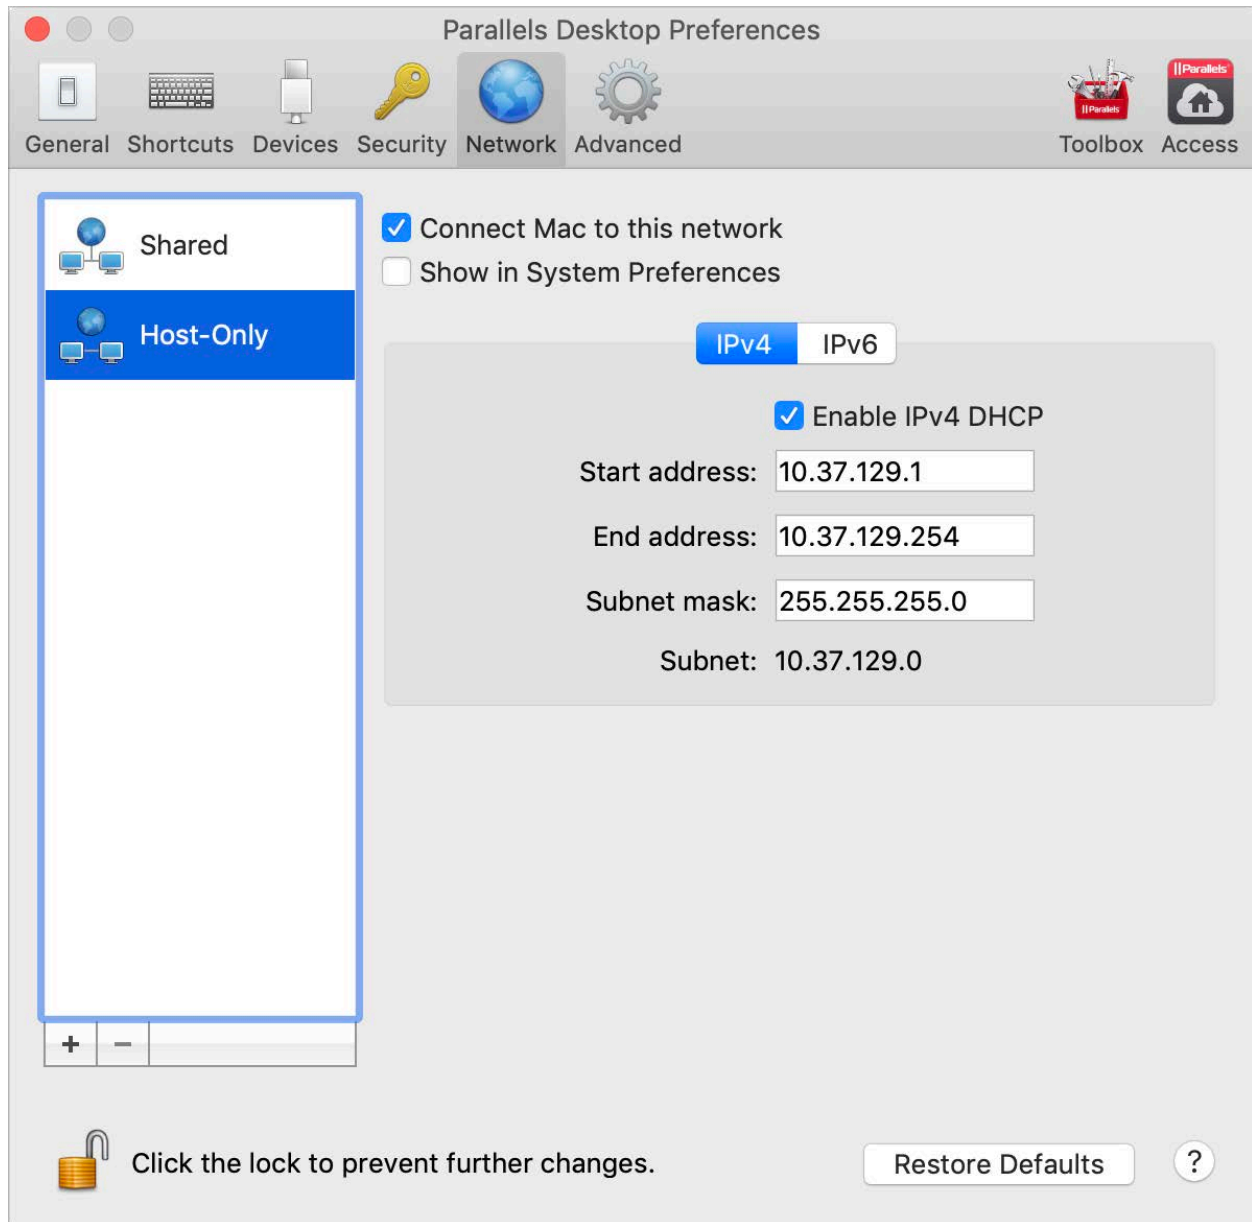 Parallels Desktop Preferences
|| Parallels
|| Parallels
General Shortcuts Devices Security Network Advanced Toolbox Access
Shared
Host-Only
Connect Mac to this network
Show in System Preferences
IPv4 IPv6
Enable IPv4 DHCP
Start address: 10.37.129.1
End address: 10.37.129.254
Subnet mask: 255.255.255.0
Subnet: 10.37.129.0
+ −
Click the lock to prevent further changes. Restore Defaults ?